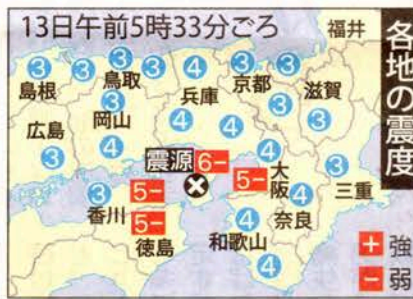 13日午前5時33分ごろ
各地の震度
福井
3
3
3
3
4
4
3
3
島根
鳥取
兵庫
京都
滋賀
3
4
4
3
3
広島
岡山
3
4
震源
6−
5−
4
4
3
大阪
三重
3
5−
香川
5−
徳島
4
4
奈良
和歌山
4
+ 強
− 弱